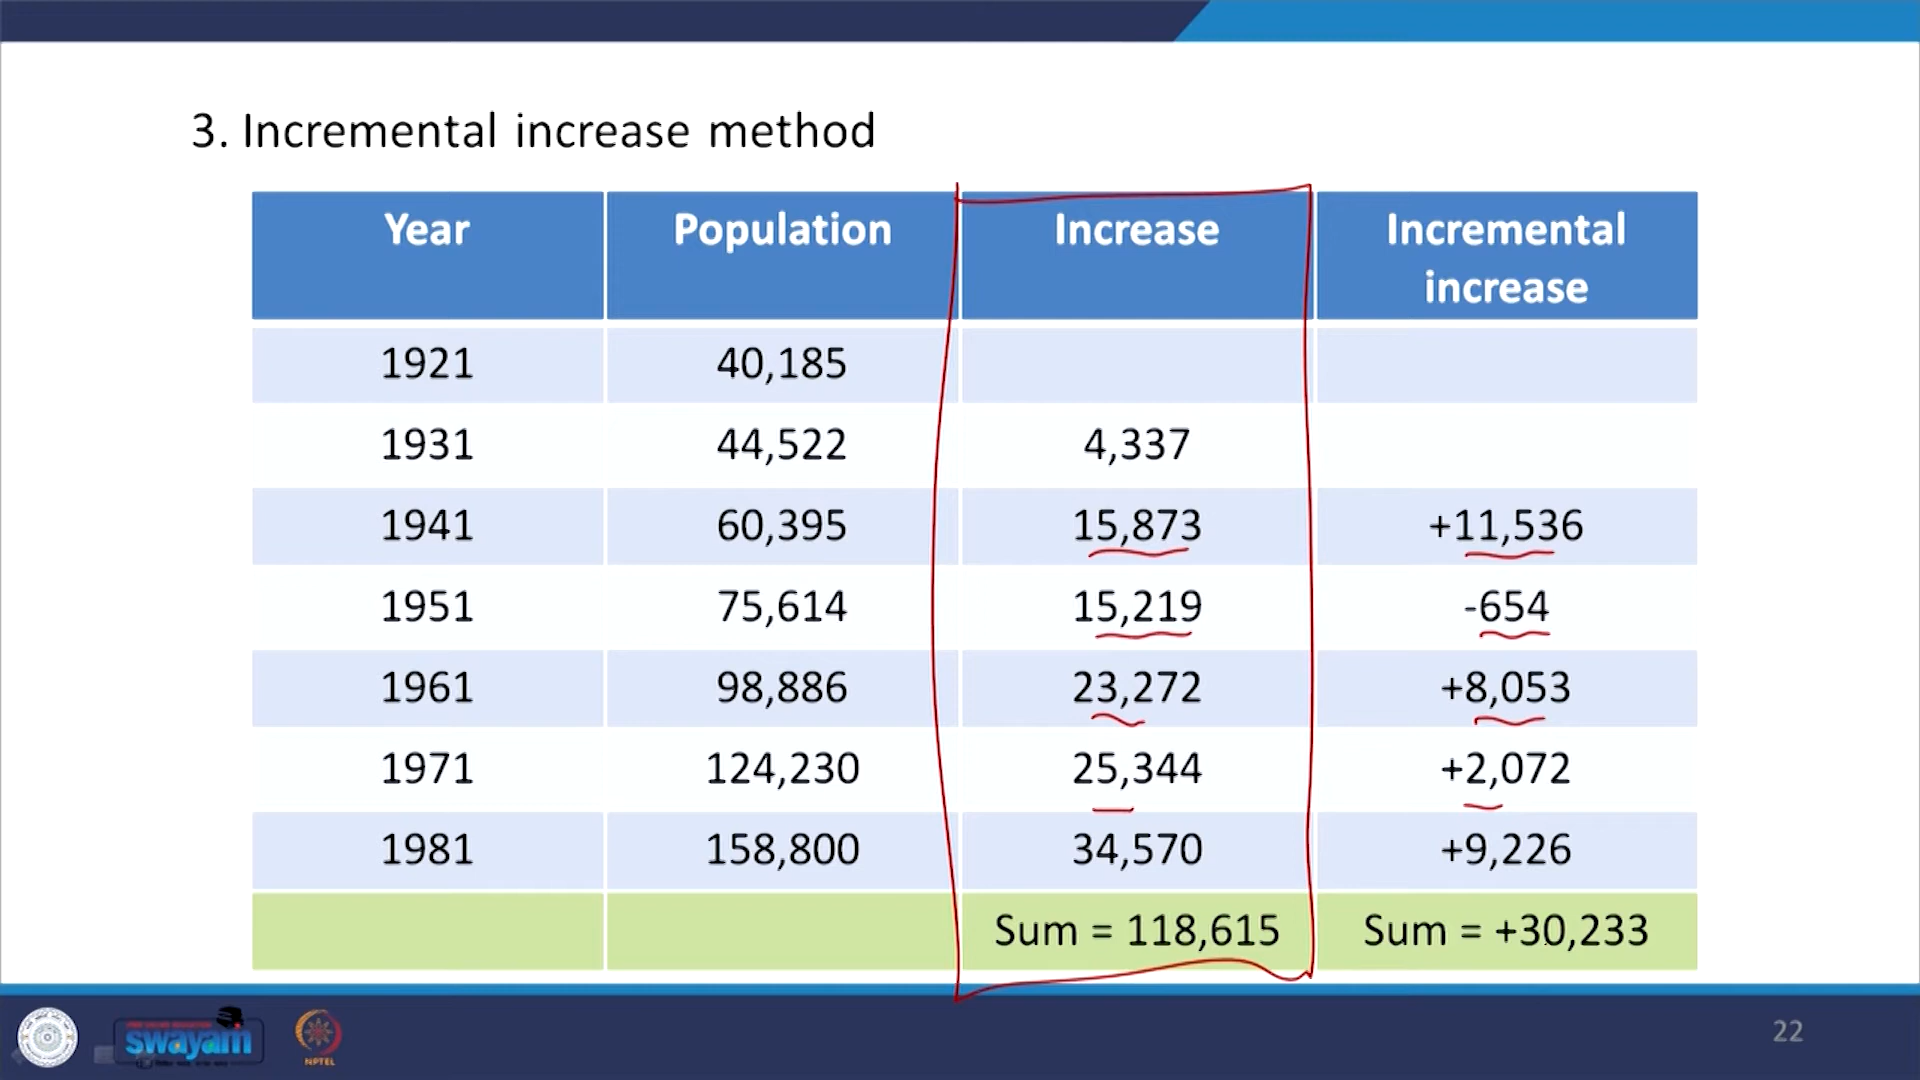 3. Incremental increase method
Year Population Increase Incremental increase
1921 40,185
1931 44,522 4,337
1941 60,395 15,873 +11,536
1951 75,614 15,219 -654
1961 98,886 23,272 +8,053
1971 124,230 25,344 +2,072
1981 158,800 34,570 +9,226
Sum = 118,615 Sum = +30,233
swayam
NPTEL
22